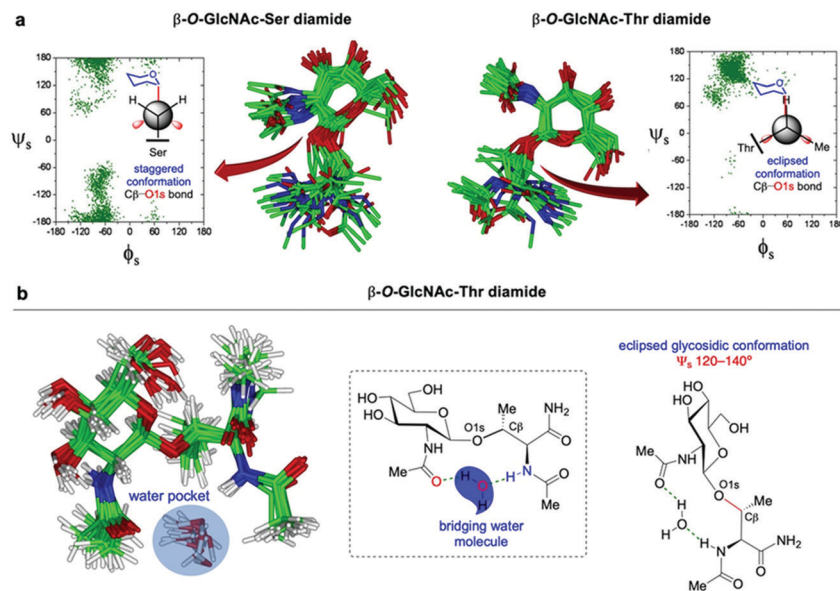 a
β-O-GlcNAc-Ser diamide
β-O-GlcNAc-Thr diamide
180
120
60
0
-60
-120
-180
Ψs
-180 -120 -60 0 60 120 180
ϕs
O
H H
Ser
staggered
conformation
Cβ–O1s bond
180
120
60
0
-60
-120
-180
Ψs
-180 -120 -60 0 60 120 180
ϕs
O
H
Thr Me
eclipsed
conformation
Cβ–O1s bond
b
β-O-GlcNAc-Thr diamide
water pocket
HO OH
HO O
HN
O1s
O
Me
Cβ
NH2
O
Me O
H O H N
H
O
Me
bridging water
molecule
eclipsed glycosidic conformation
Ψs 120–140º
HO
HO
OH
O
HN
O
O1s
O
Me
Cβ
H
O
H
H
N
NH2
O
O